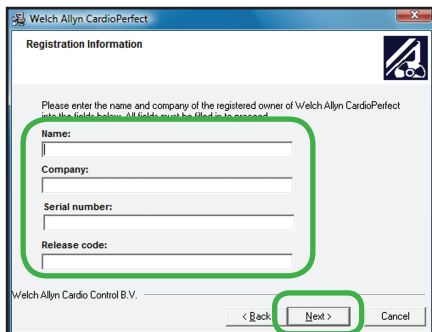 Welch Allyn CardioPerfect
Registration Information
Please enter the name and company of the registered owner of Welch Allyn CardioPerfect
into the fields below. All fields must be filled in to proceed.
Name:
Company:
Serial number:
Release code:
Welch Allyn Cardio Control B.V.
< Back
Next >
Cancel